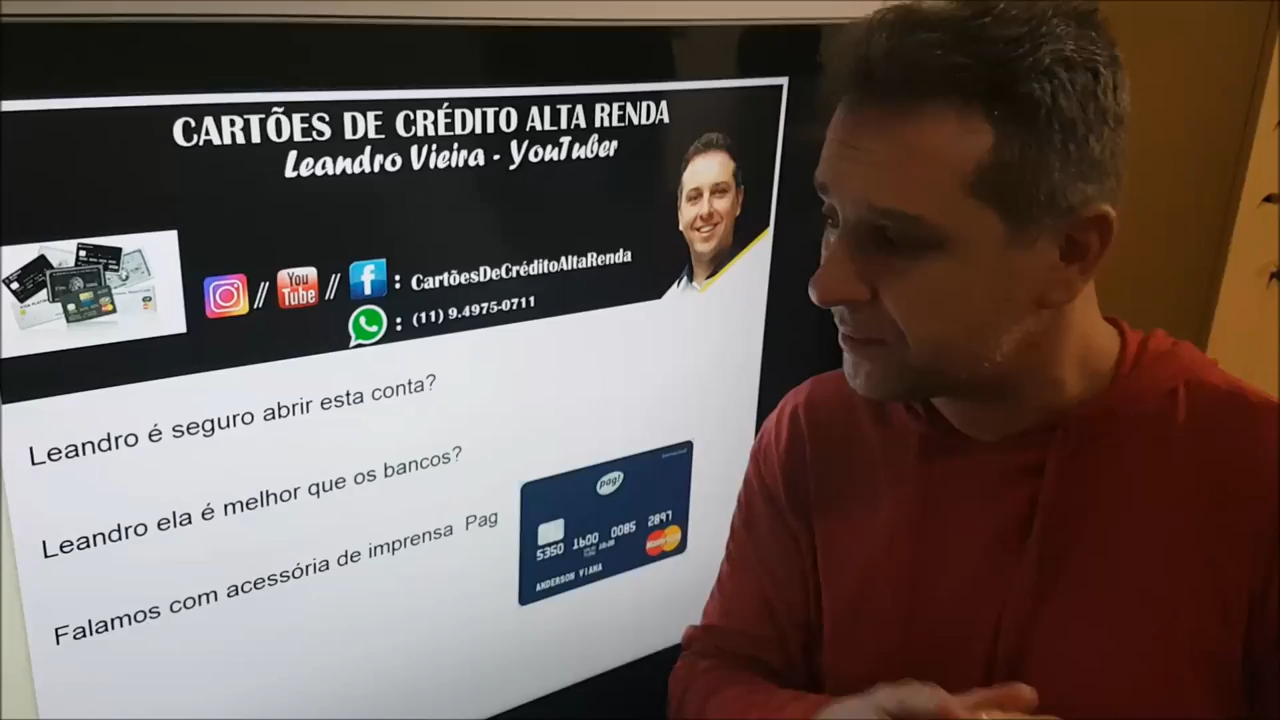 CARTÕES DE CRÉDITO ALTA RENDA
Leandro Vieira - YouTuber
You
Tube
// // : CartõesDeCréditoAltaRenda
: (11) 9.4975-0711
Leandro é seguro abrir esta conta?
Leandro ela é melhor que os bancos?
Falamos com acessória de imprensa Pag
pag!
5350 1600 0085 2897
MasterCard
ANDERSON VIANA